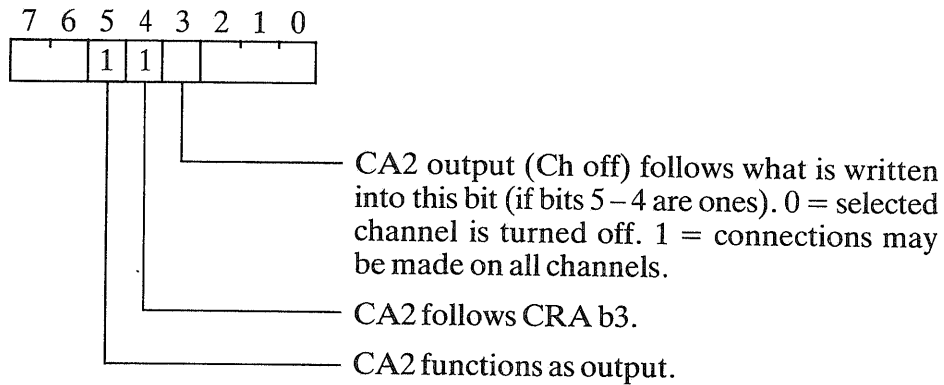 7 6 5 4 3 2 1 0
1 1
CA2 output (Ch off) follows what is written
into this bit (if bits 5–4 are ones). 0 = selected
channel is turned off. 1 = connections may
be made on all channels.
CA2 follows CRA b3.
CA2 functions as output.